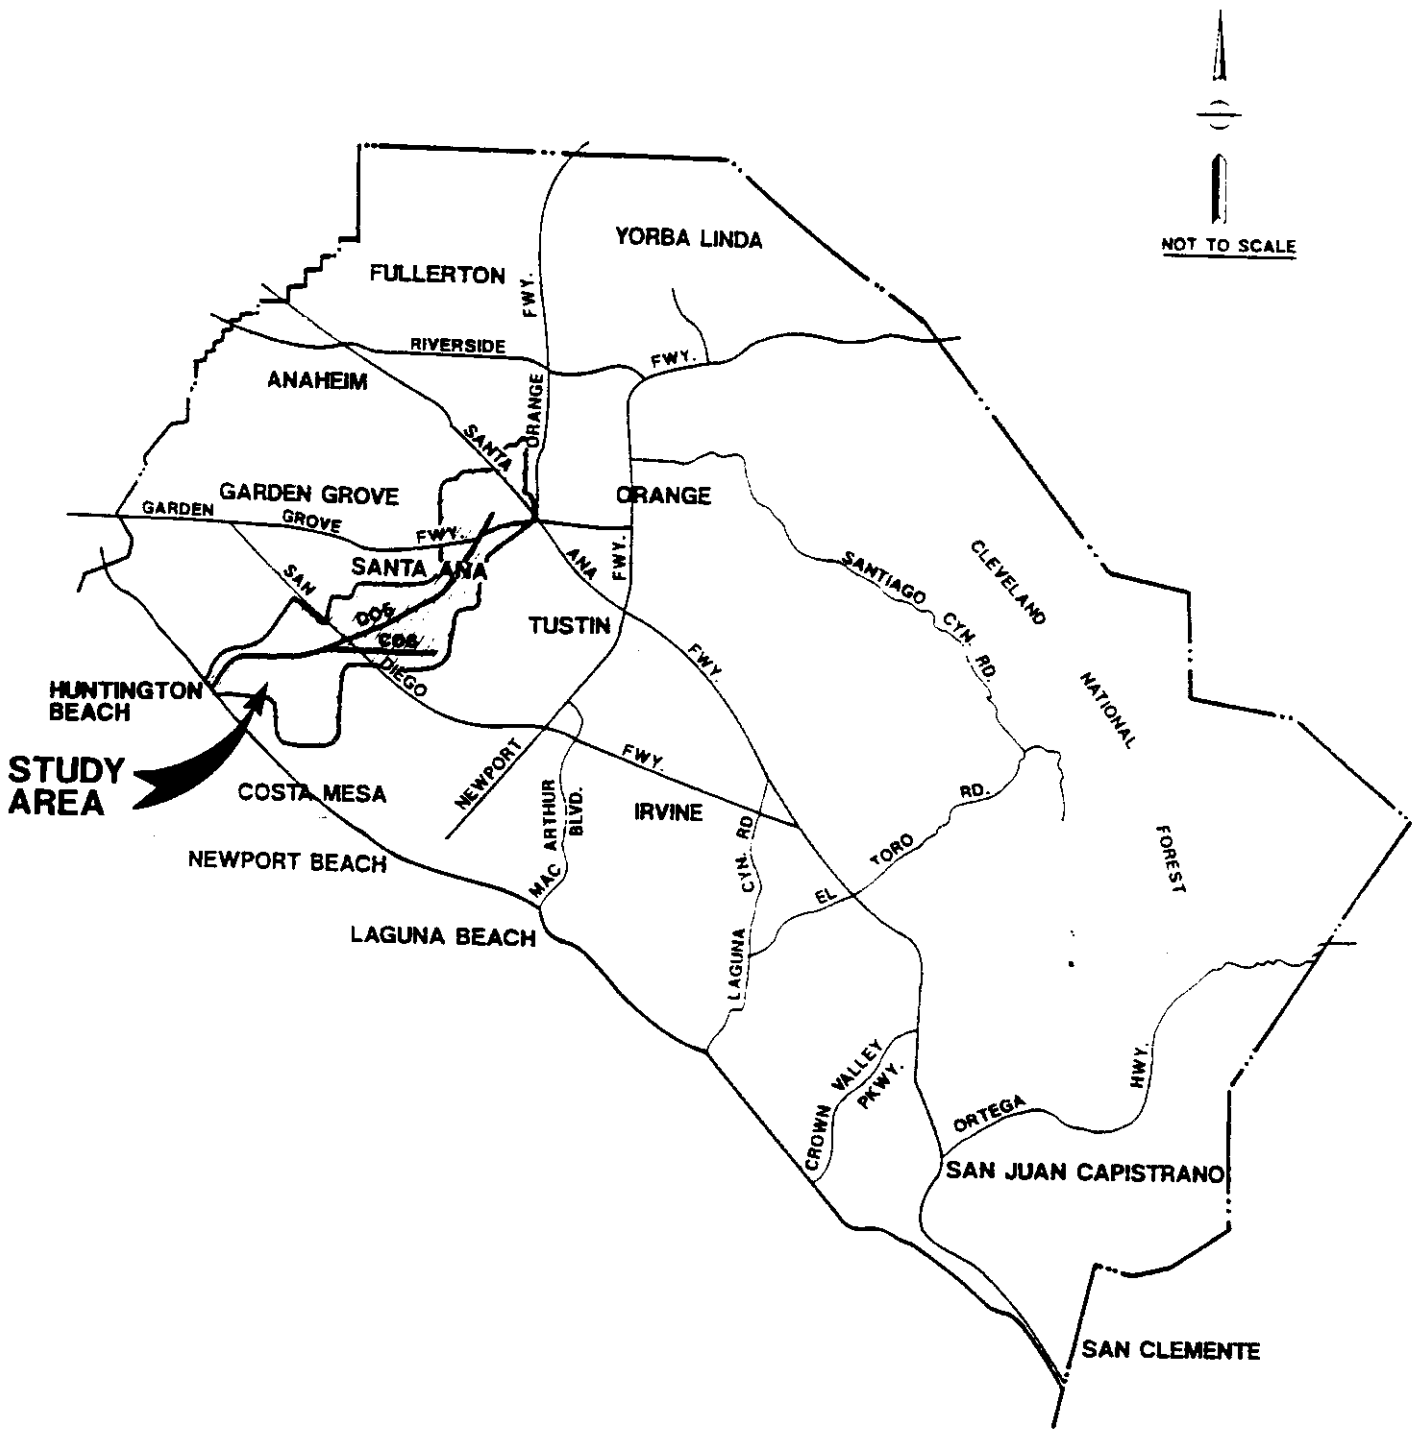 NOT TO SCALE
YORBA LINDA
FULLERTON
FWY.
RIVERSIDE
FWY.
ANAHEIM
ORANGE
SANTA
GARDEN GROVE
ORANGE
GARDEN
GROVE
FWY.
SANTA ANA
ANA
FWY.
SAN
CLEVELAND
SANTIAGO
CYN.
RD.
D05
C06
TUSTIN
DIEGO
FWY.
NATIONAL
HUNTINGTON
BEACH
STUDY
AREA
COSTA MESA
NEWPORT
FWY.
MAC
ARTHUR
BLVD.
IRVINE
CYN.
RD
LAGUNA
EL
TORO
RD.
FOREST
NEWPORT BEACH
LAGUNA BEACH
CROWN
VALLEY
PKWY.
ORTEGA
HWY.
SAN JUAN CAPISTRANO
SAN CLEMENTE